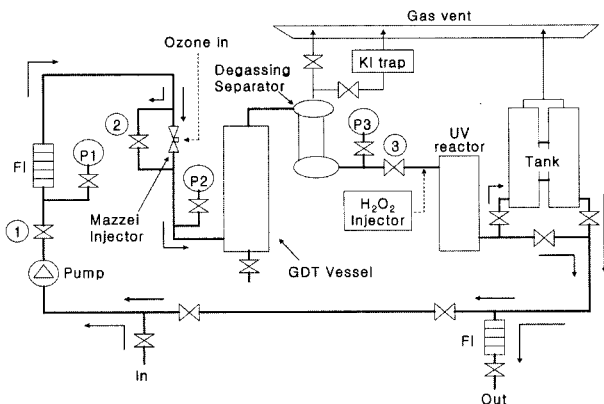 Gas vent
Ozone in
Degassing
Separator
KI trap
2
P1
FI
P3
3
UV
reactor
Tank
P2
Mazzei
Injector
H₂O₂
Injector
1
Pump
GDT Vessel
FI
In
Out